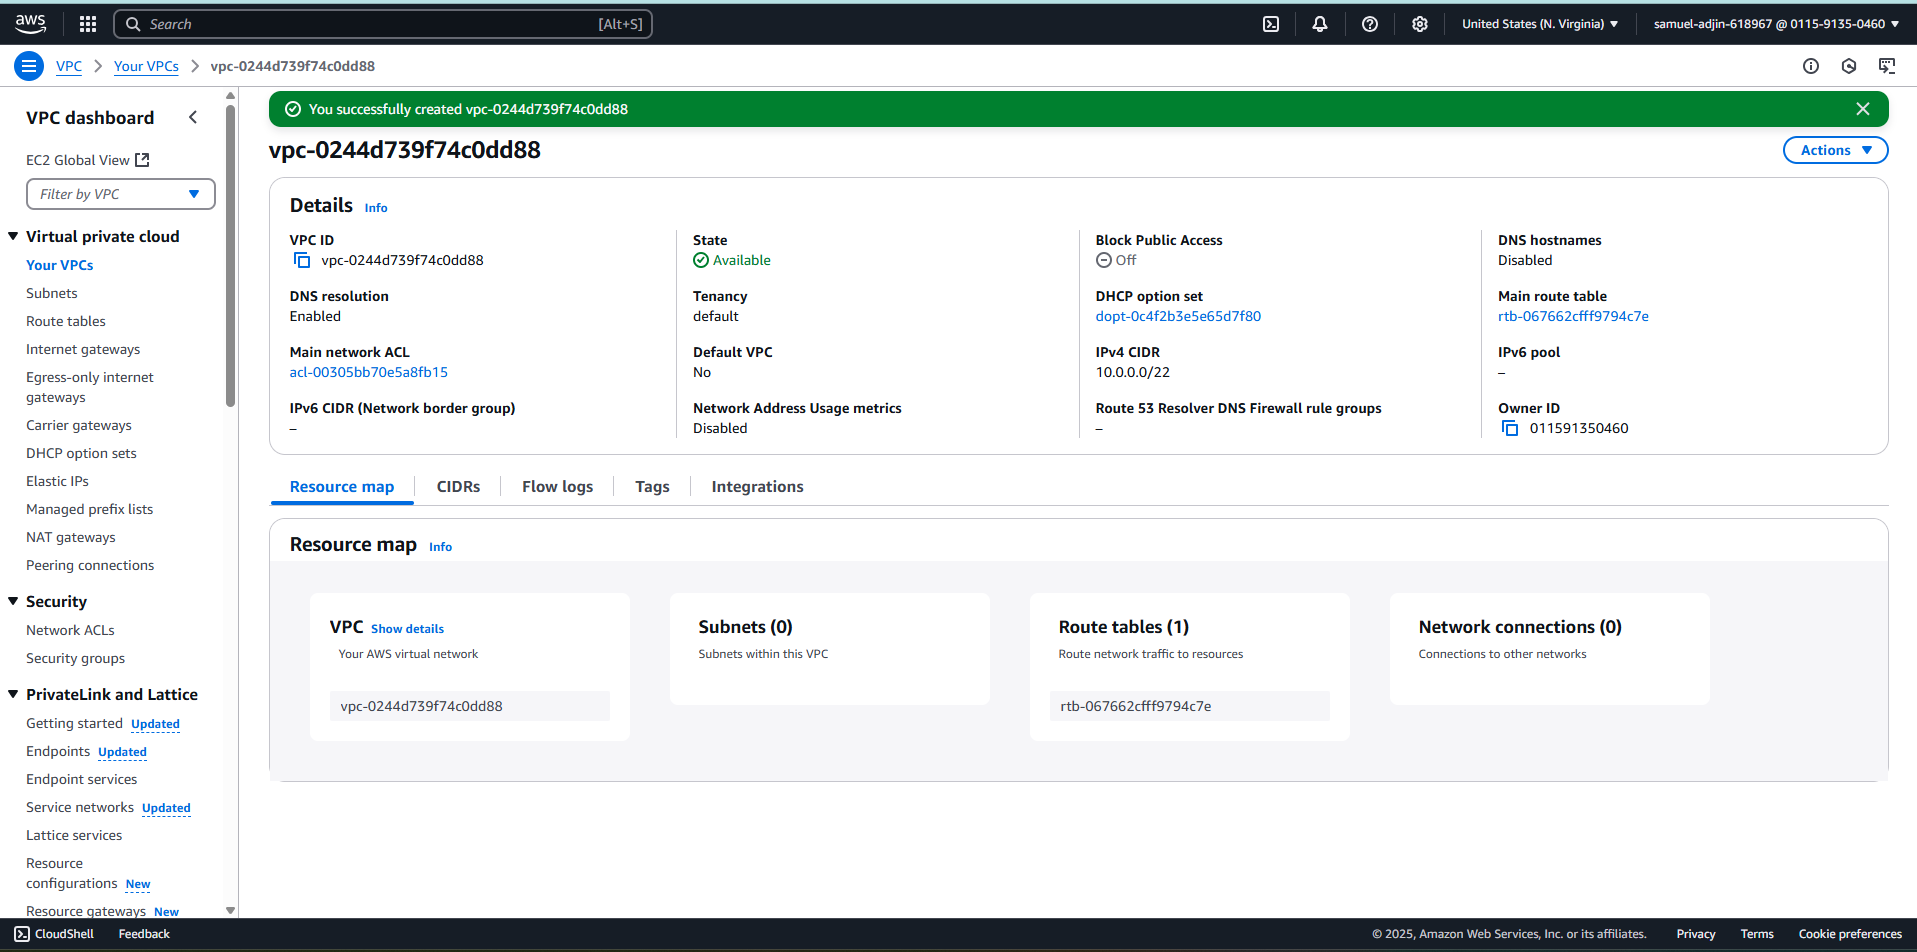 aws
Search
[Alt+S]
United States (N. Virginia)
samuel-adjin-618967 @ 0115-9135-0460
VPC
Your VPCs
vpc-0244d739f74c0dd88
VPC dashboard
EC2 Global View
Filter by VPC
Virtual private cloud
Your VPCs
Subnets
Route tables
Internet gateways
Egress-only internet
gateways
Carrier gateways
DHCP option sets
Elastic IPs
Managed prefix lists
NAT gateways
Peering connections
Security
Network ACLs
Security groups
PrivateLink and Lattice
Getting started Updated
Endpoints Updated
Endpoint services
Service networks Updated
Lattice services
Resource
configurations New
Resource gateways New
You successfully created vpc-0244d739f74c0dd88
vpc-0244d739f74c0dd88
Actions
Details Info
VPC ID
vpc-0244d739f74c0dd88
State
Available
Block Public Access
Off
DNS hostnames
Disabled
DNS resolution
Enabled
Tenancy
default
DHCP option set
dopt-0c4f2b3e5e65d7f80
Main route table
rtb-067662cfff9794c7e
Main network ACL
acl-00305bb70e5a8fb15
Default VPC
No
IPv4 CIDR
10.0.0.0/22
IPv6 pool
–
IPv6 CIDR (Network border group)
–
Network Address Usage metrics
Disabled
Route 53 Resolver DNS Firewall rule groups
–
Owner ID
011591350460
Resource map
CIDRs
Flow logs
Tags
Integrations
Resource map Info
VPC Show details
Your AWS virtual network
vpc-0244d739f74c0dd88
Subnets (0)
Subnets within this VPC
Route tables (1)
Route network traffic to resources
rtb-067662cfff9794c7e
Network connections (0)
Connections to other networks
CloudShell
Feedback
© 2025, Amazon Web Services, Inc. or its affiliates.
Privacy
Terms
Cookie preferences